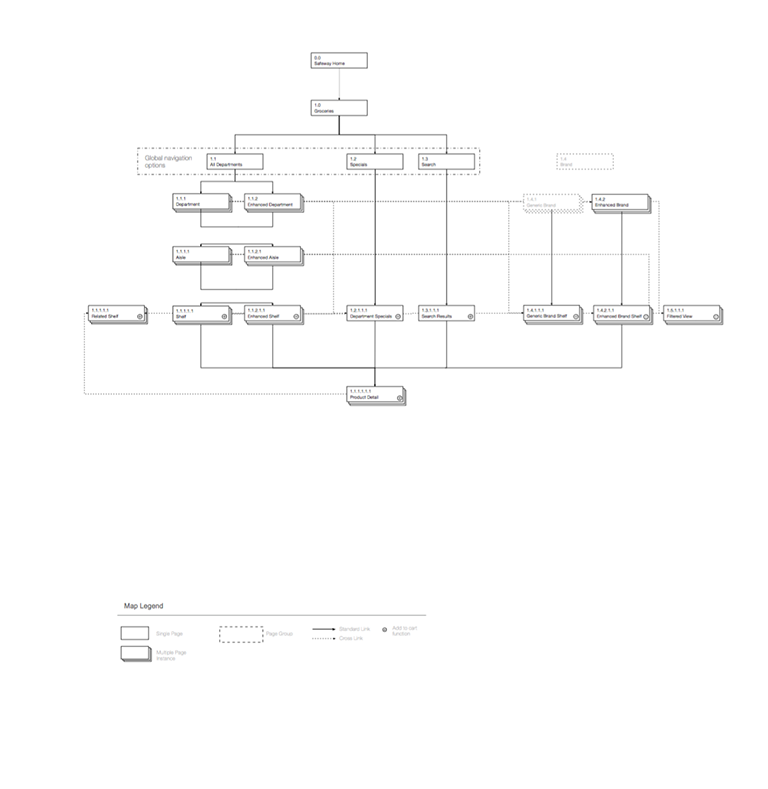 0.0
Safeway Home
1.0
Groceries
Global navigation
options
1.1
All Departments
1.2
Specials
1.3
Search
1.4
Brand
1.1.1
Department
1.1.2
Enhanced Department
1.4.1
Generic Brand
1.4.2
Enhanced Brand
1.1.1.1
Aisle
1.1.2.1
Enhanced Aisle
1.1.1.1.1
Related Shelf
1.1.1.1.1
Shelf
1.1.2.1.1
Enhanced Shelf
1.2.1.1.1
Department Specials
1.3.1.1.1
Search Results
1.4.1.1.1
Generic Brand Shelf
1.4.2.1.1
Enhanced Brand Shelf
1.5.1.1.1
Filtered View
1.1.1.1.1.1
Product Detail
Map Legend
Single Page
Page Group
Standard Link
Cross Link
Add to cart
function
Multiple Page
Instance